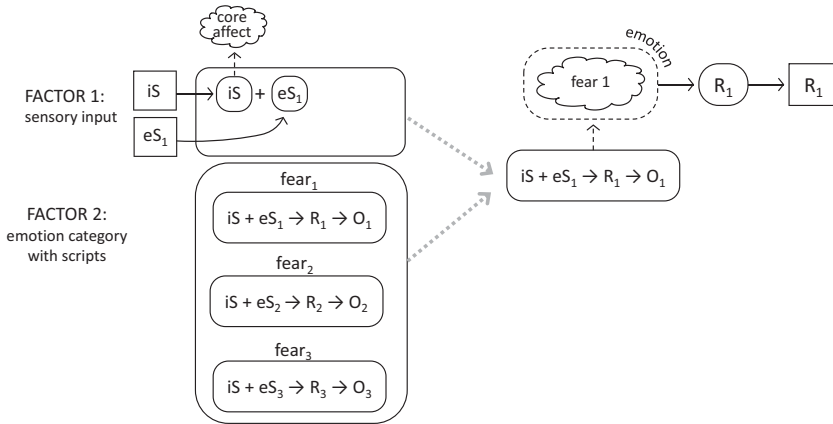 core
affect
emotion
FACTOR 1:
sensory input
iS
iS + eS₁
eS₁
fear 1
R₁
R₁
iS + eS₁ → R₁ → O₁
FACTOR 2:
emotion category
with scripts
fear₁
iS + eS₁ → R₁ → O₁
fear₂
iS + eS₂ → R₂ → O₂
fear₃
iS + eS₃ → R₃ → O₃